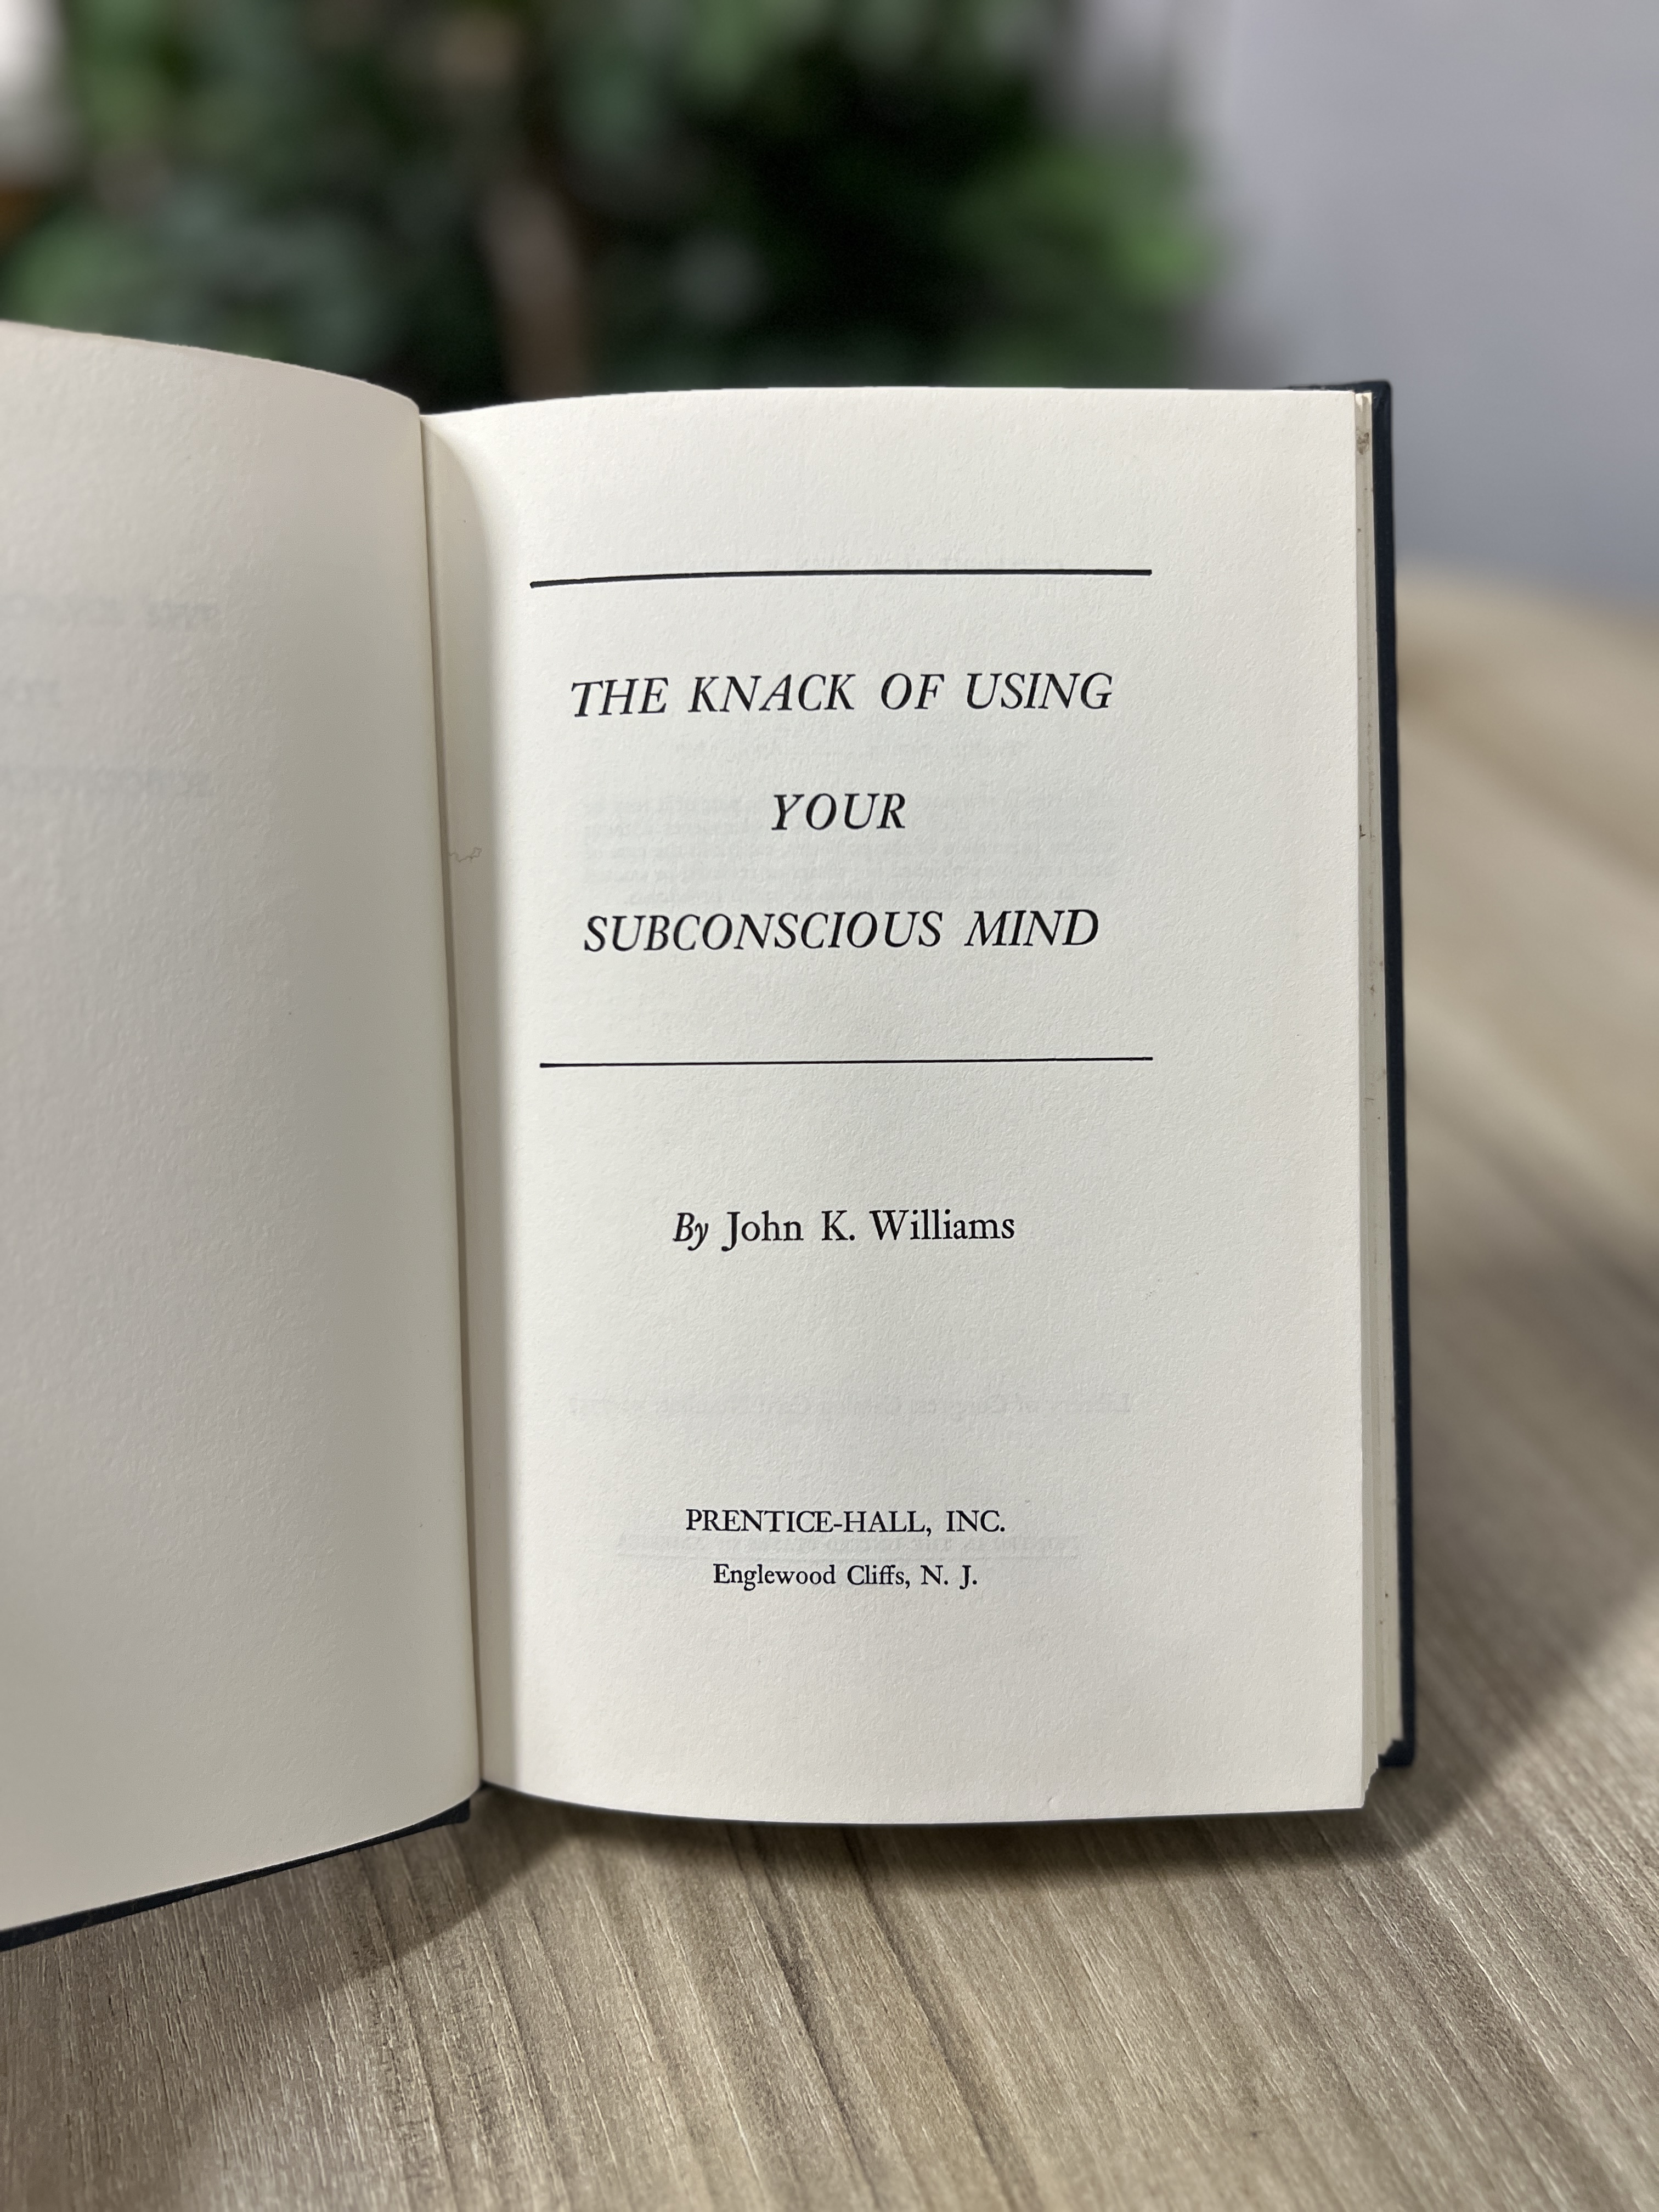 THE KNACK OF USING
YOUR
SUBCONSCIOUS MIND
By John K. Williams
PRENTICE-HALL, INC.
Englewood Cliffs, N. J.